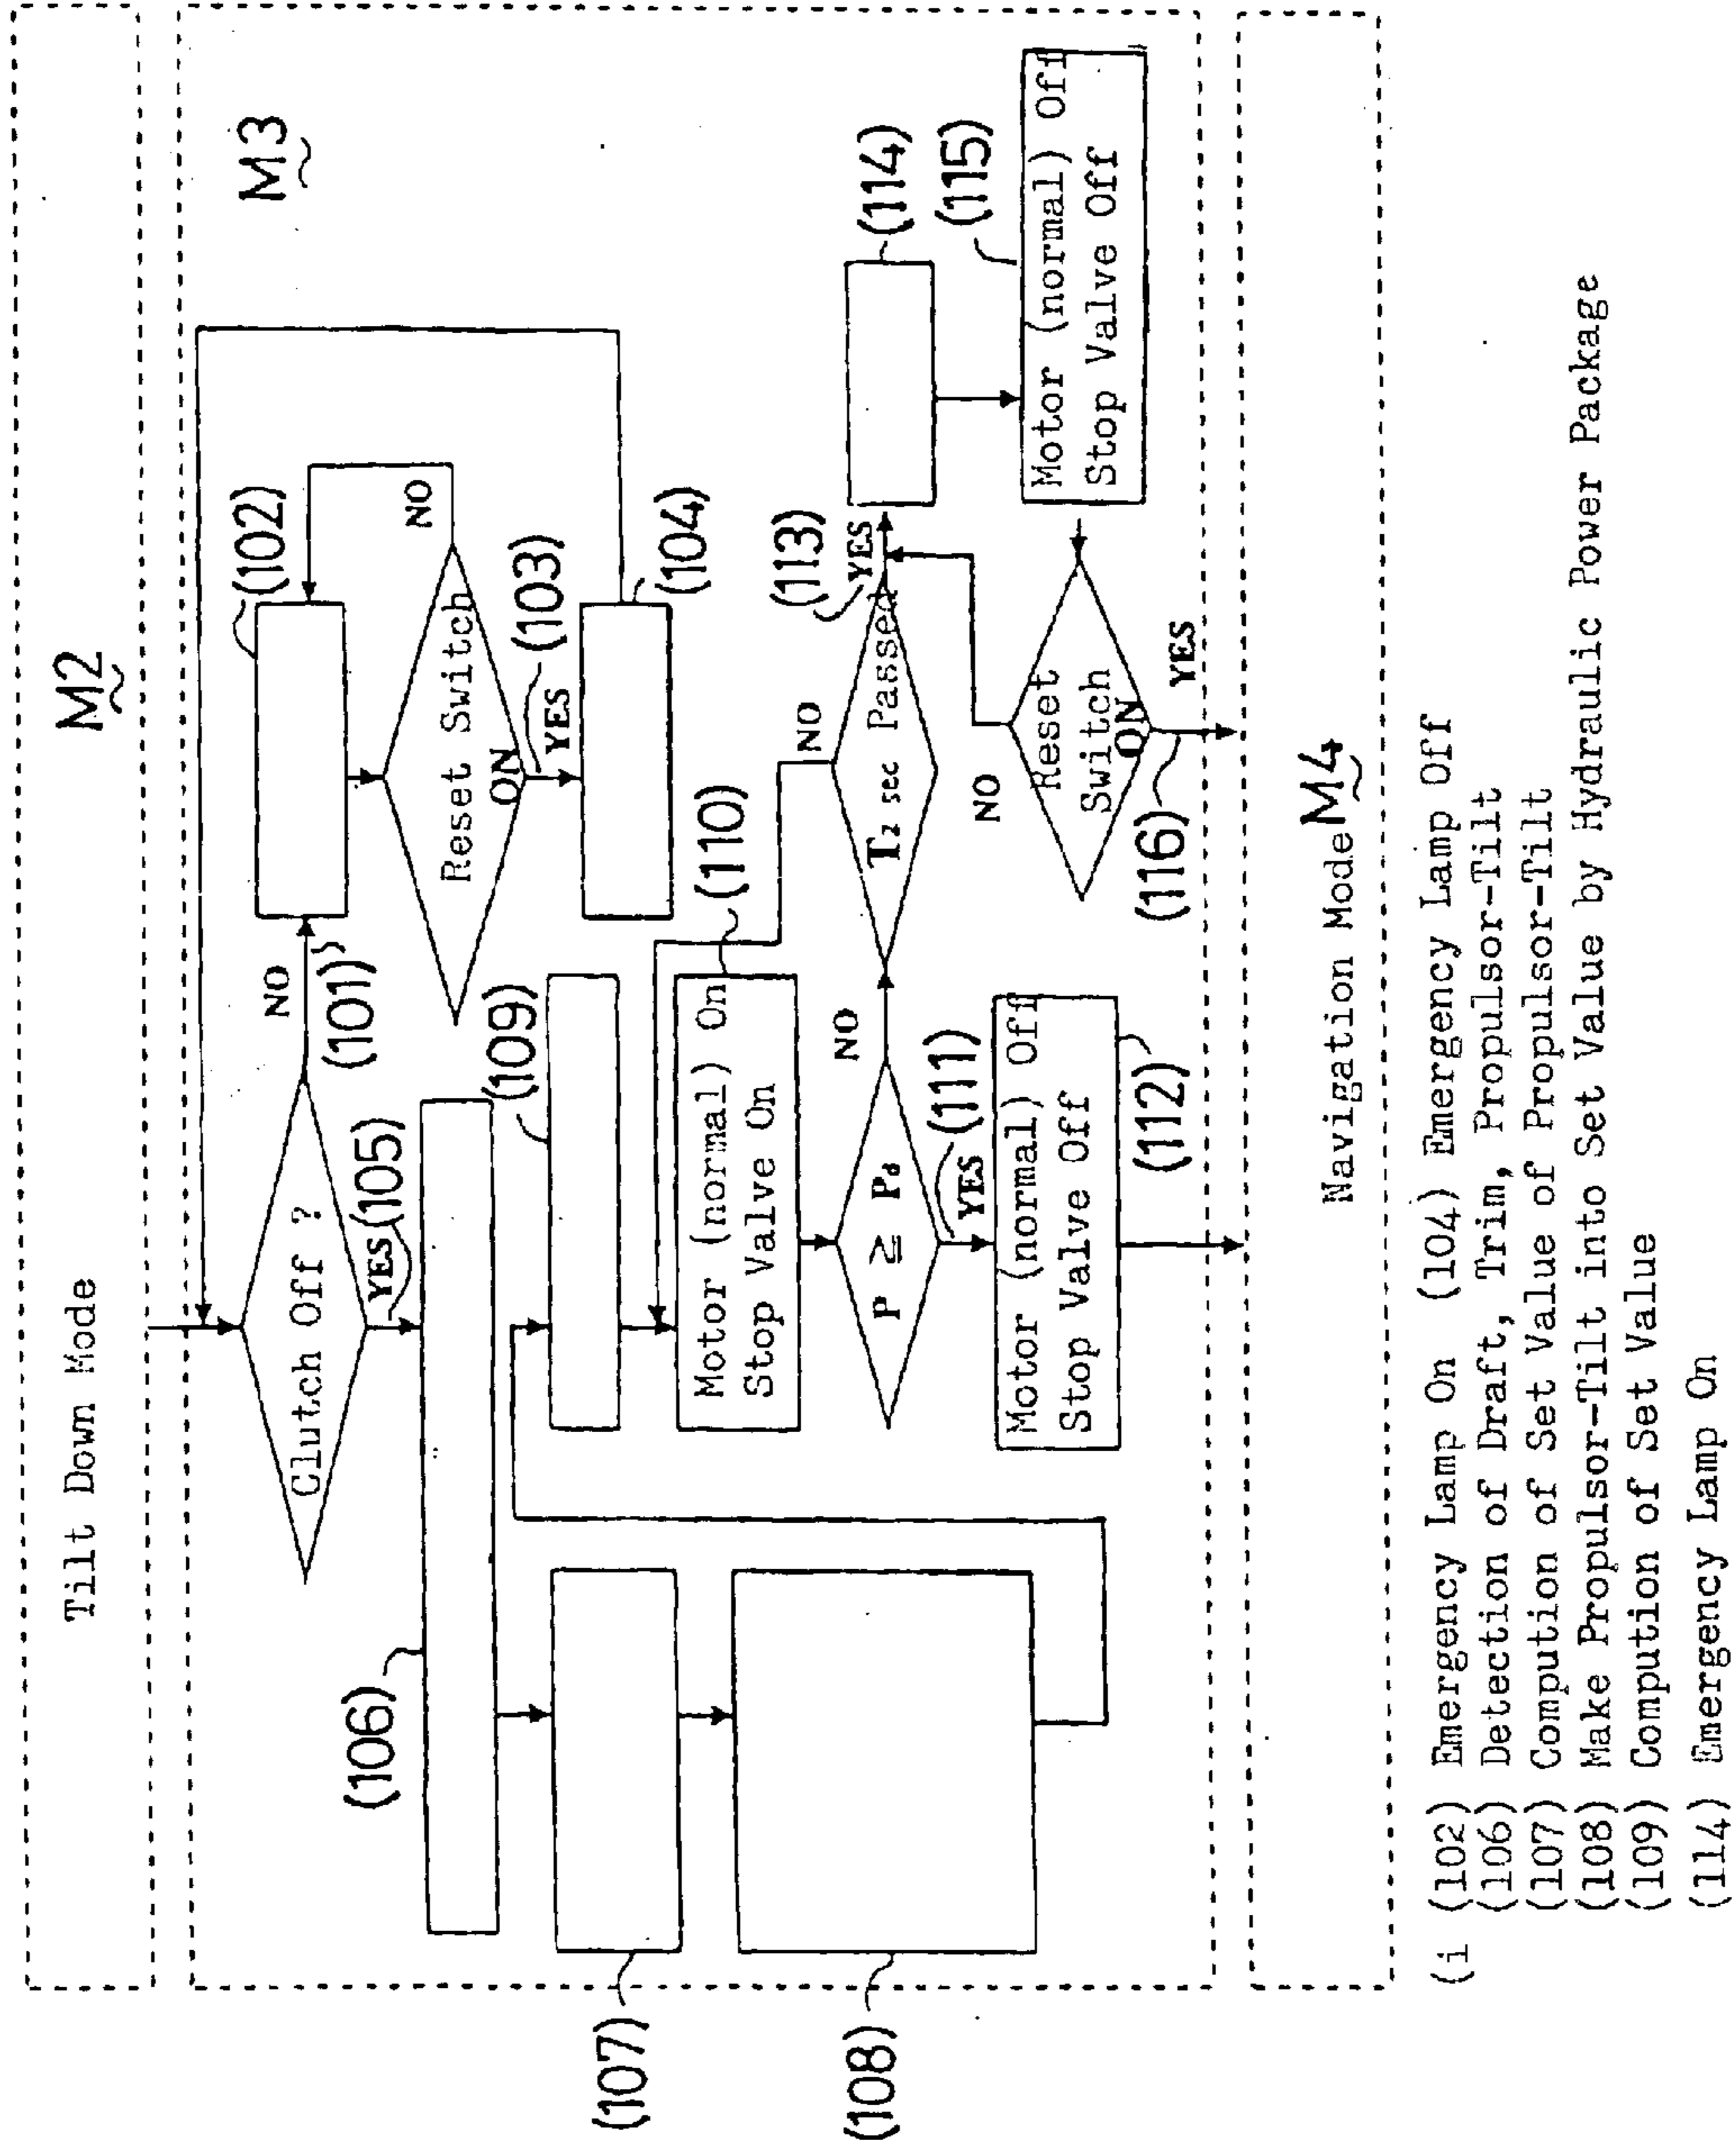 Tilt Down Mode
M2
M3
Clutch Off ?
NO
(101)
(102)
Reset Switch
ON
NO
YES
(103)
(104)
YES
(105)
(106)
(107)
(108)
(109)
Motor (normal) On
Stop Valve On
(110)
P ≧ Pd
NO
YES
(111)
Motor (normal) Off
Stop Valve Off
(112)
T2 sec Passed
NO
YES
(113)
(114)
Motor (normal) Off
Stop Valve Off
(115)
Reset
Switch
ON
NO
YES
(116)
Navigation Mode M4
(i (102) Emergency Lamp On (104) Emergency Lamp Off
(106) Detection of Draft, Trim, Propulsor-Tilt
(107) Compution of Set Value of Propulsor-Tilt
(108) Make Propulsor-Tilt into Set Value by Hydraulic Power Package
(109) Compution of Set Value
(114) Emergency Lamp On